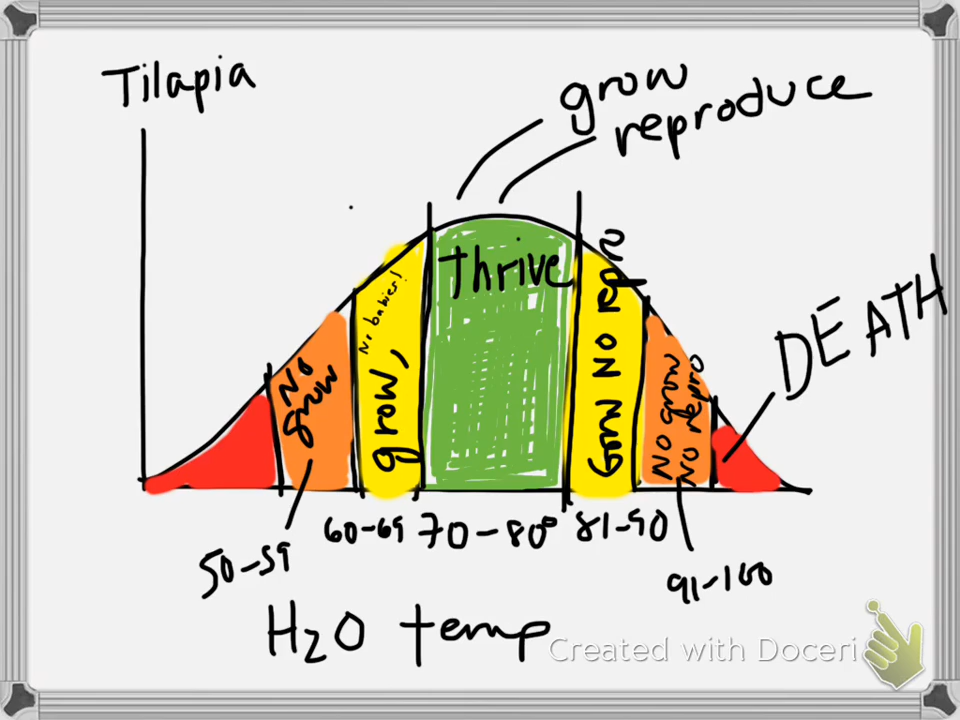 Tilapia
grow
reproduce
thrive
No babies!
grow,
No
grow
Grow NO repro
No grow
No repro
DEATH
50-59
60-69
70-80°
81-90
91-100
H2O temp
Created with Doceri